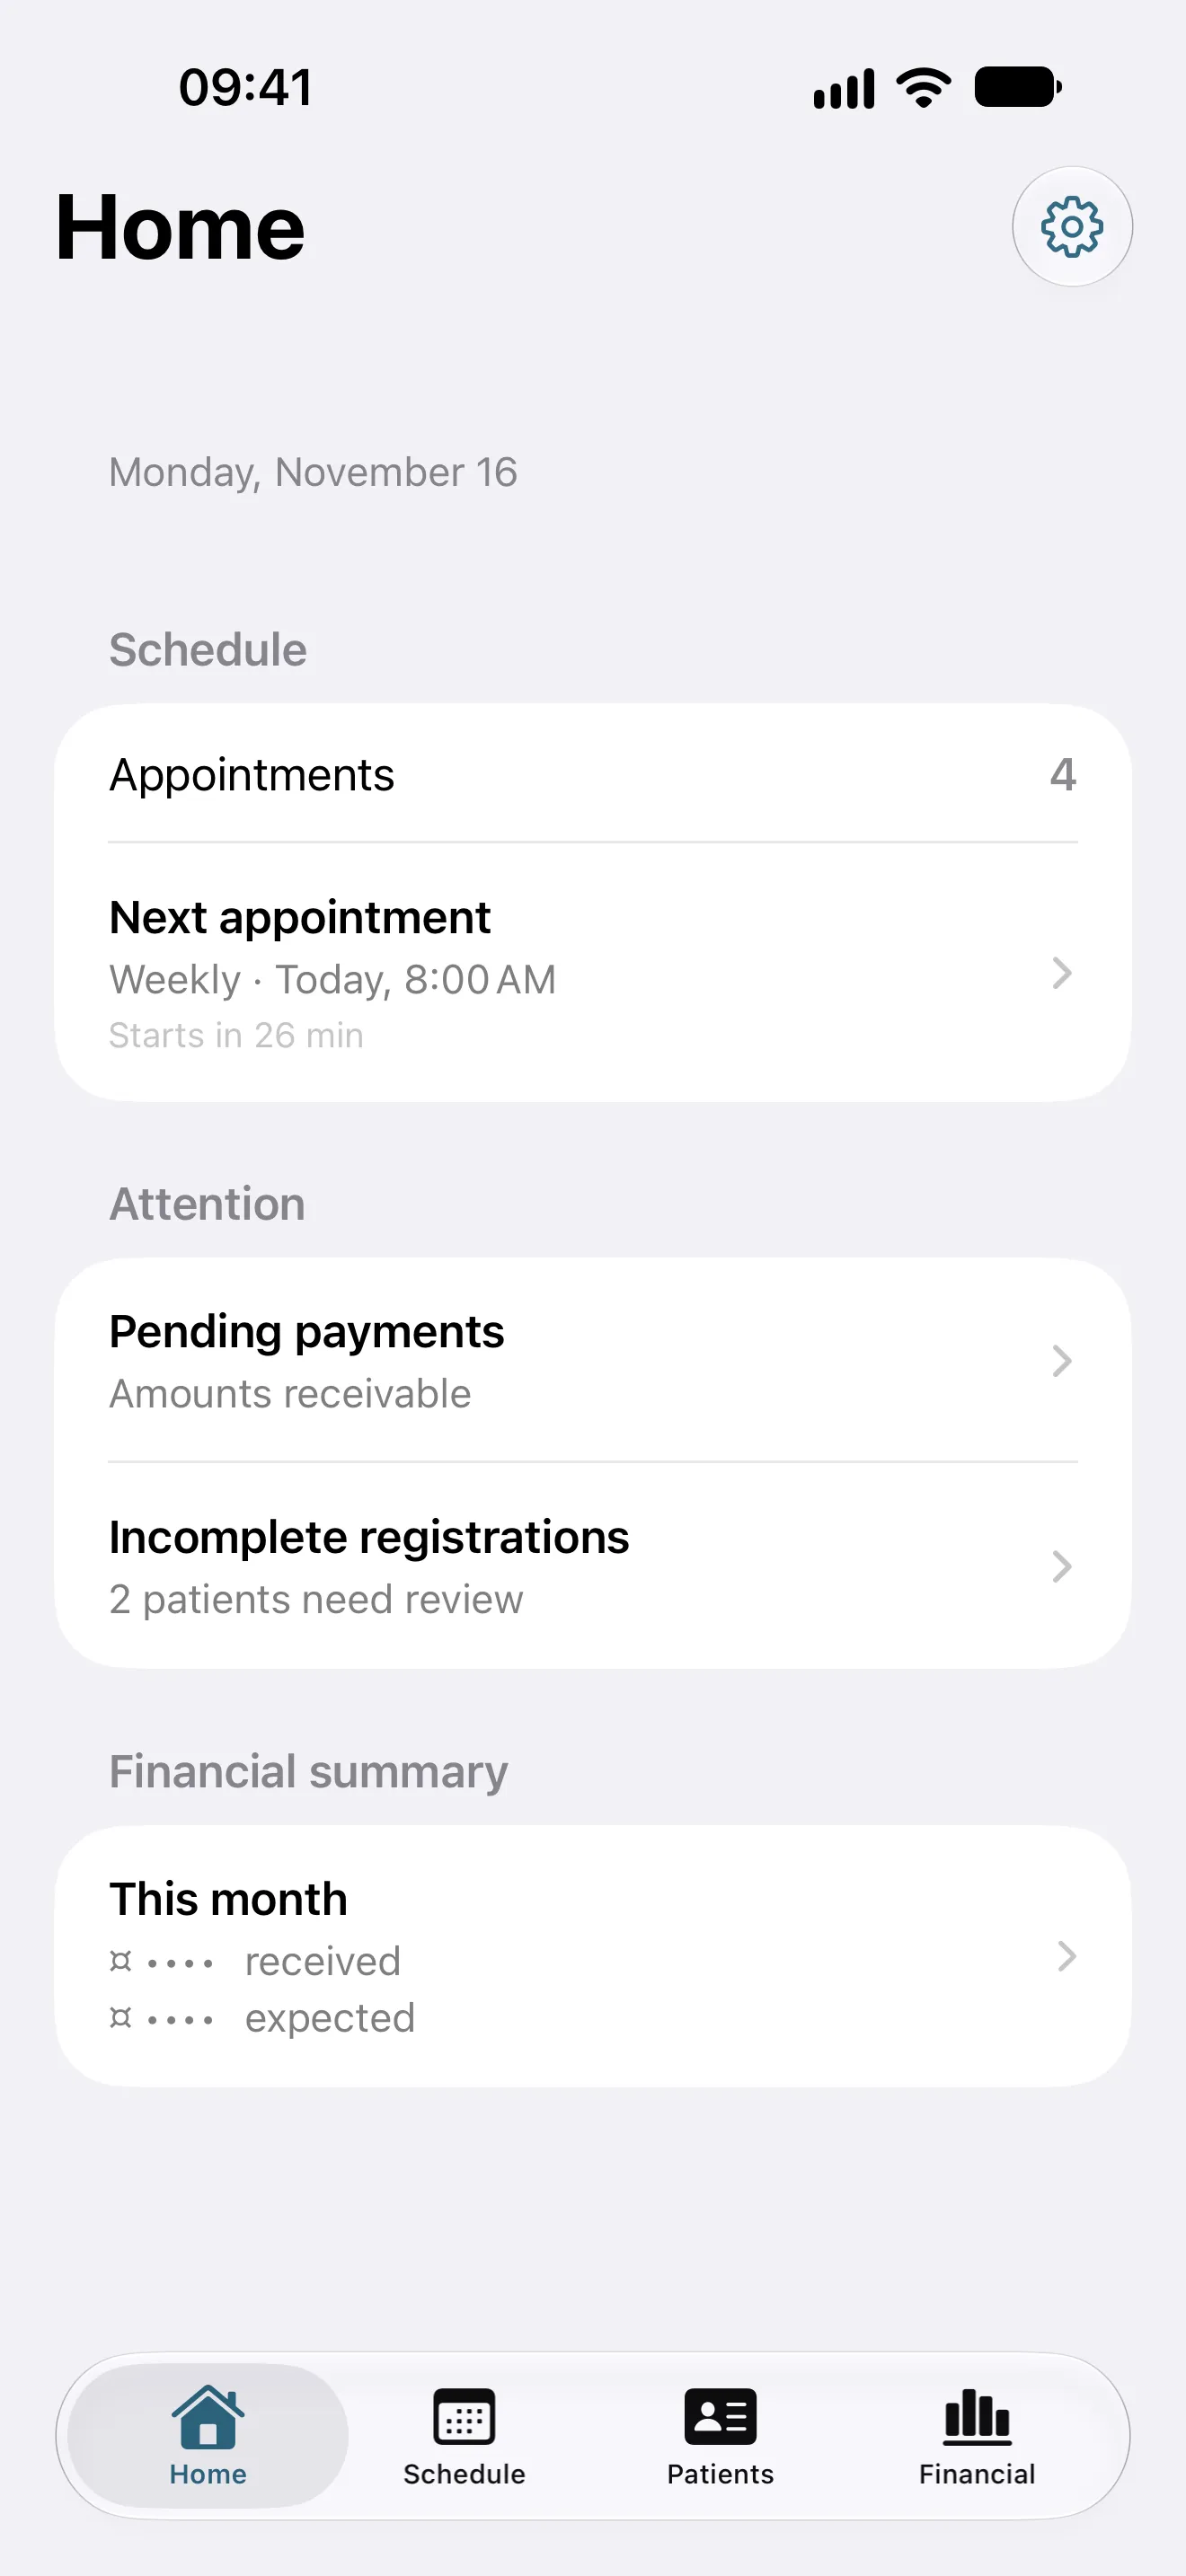 09:41
Home
Monday, November 16
Schedule
Appointments 4
Next appointment
Weekly · Today, 8:00 AM
Starts in 26 min
Attention
Pending payments
Amounts receivable
Incomplete registrations
2 patients need review
Financial summary
This month
¤ •••• received
¤ •••• expected
Home Schedule Patients Financial